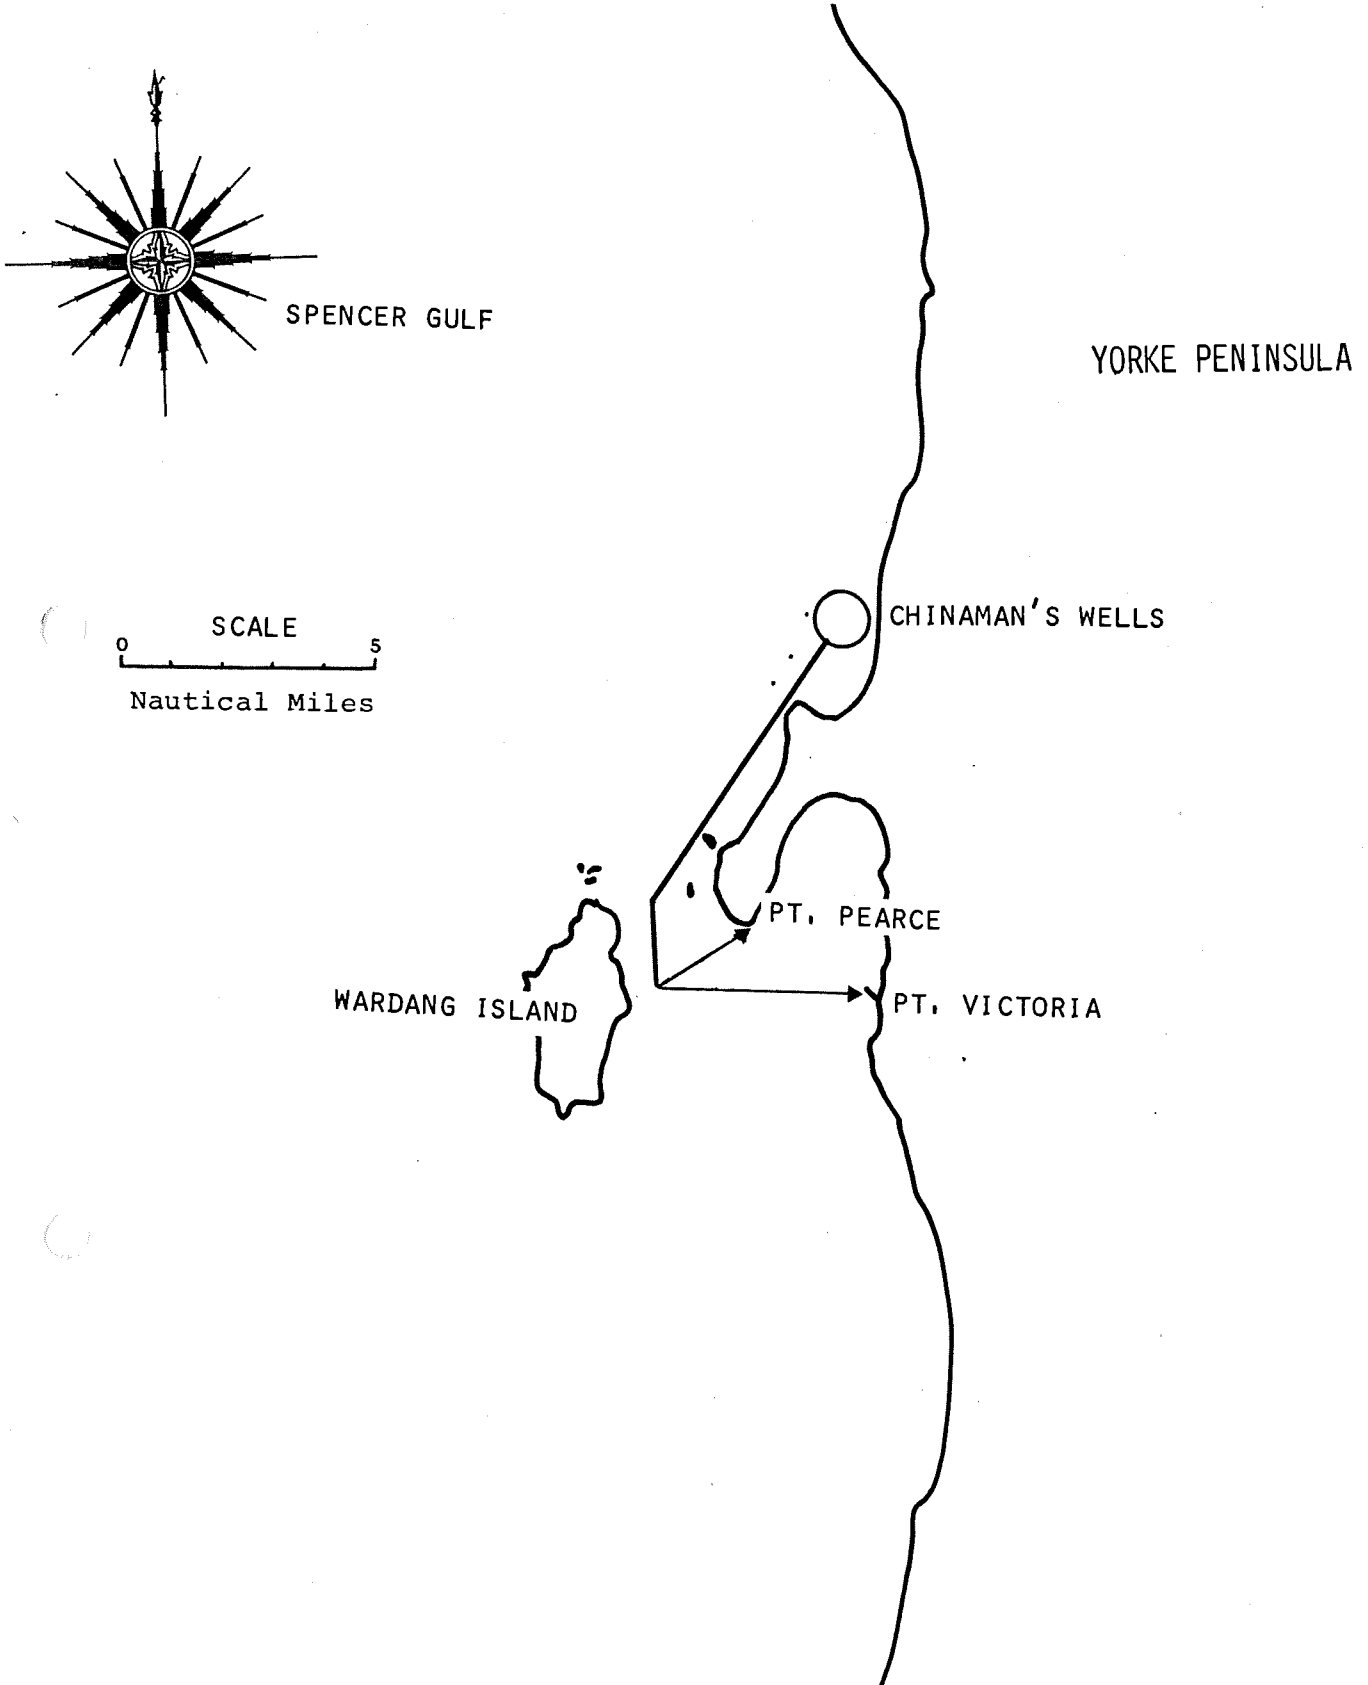 SPENCER GULF
YORKE PENINSULA
CHINAMAN'S WELLS
SCALE
0 5
Nautical Miles
PT. PEARCE
WARDANG ISLAND
PT. VICTORIA